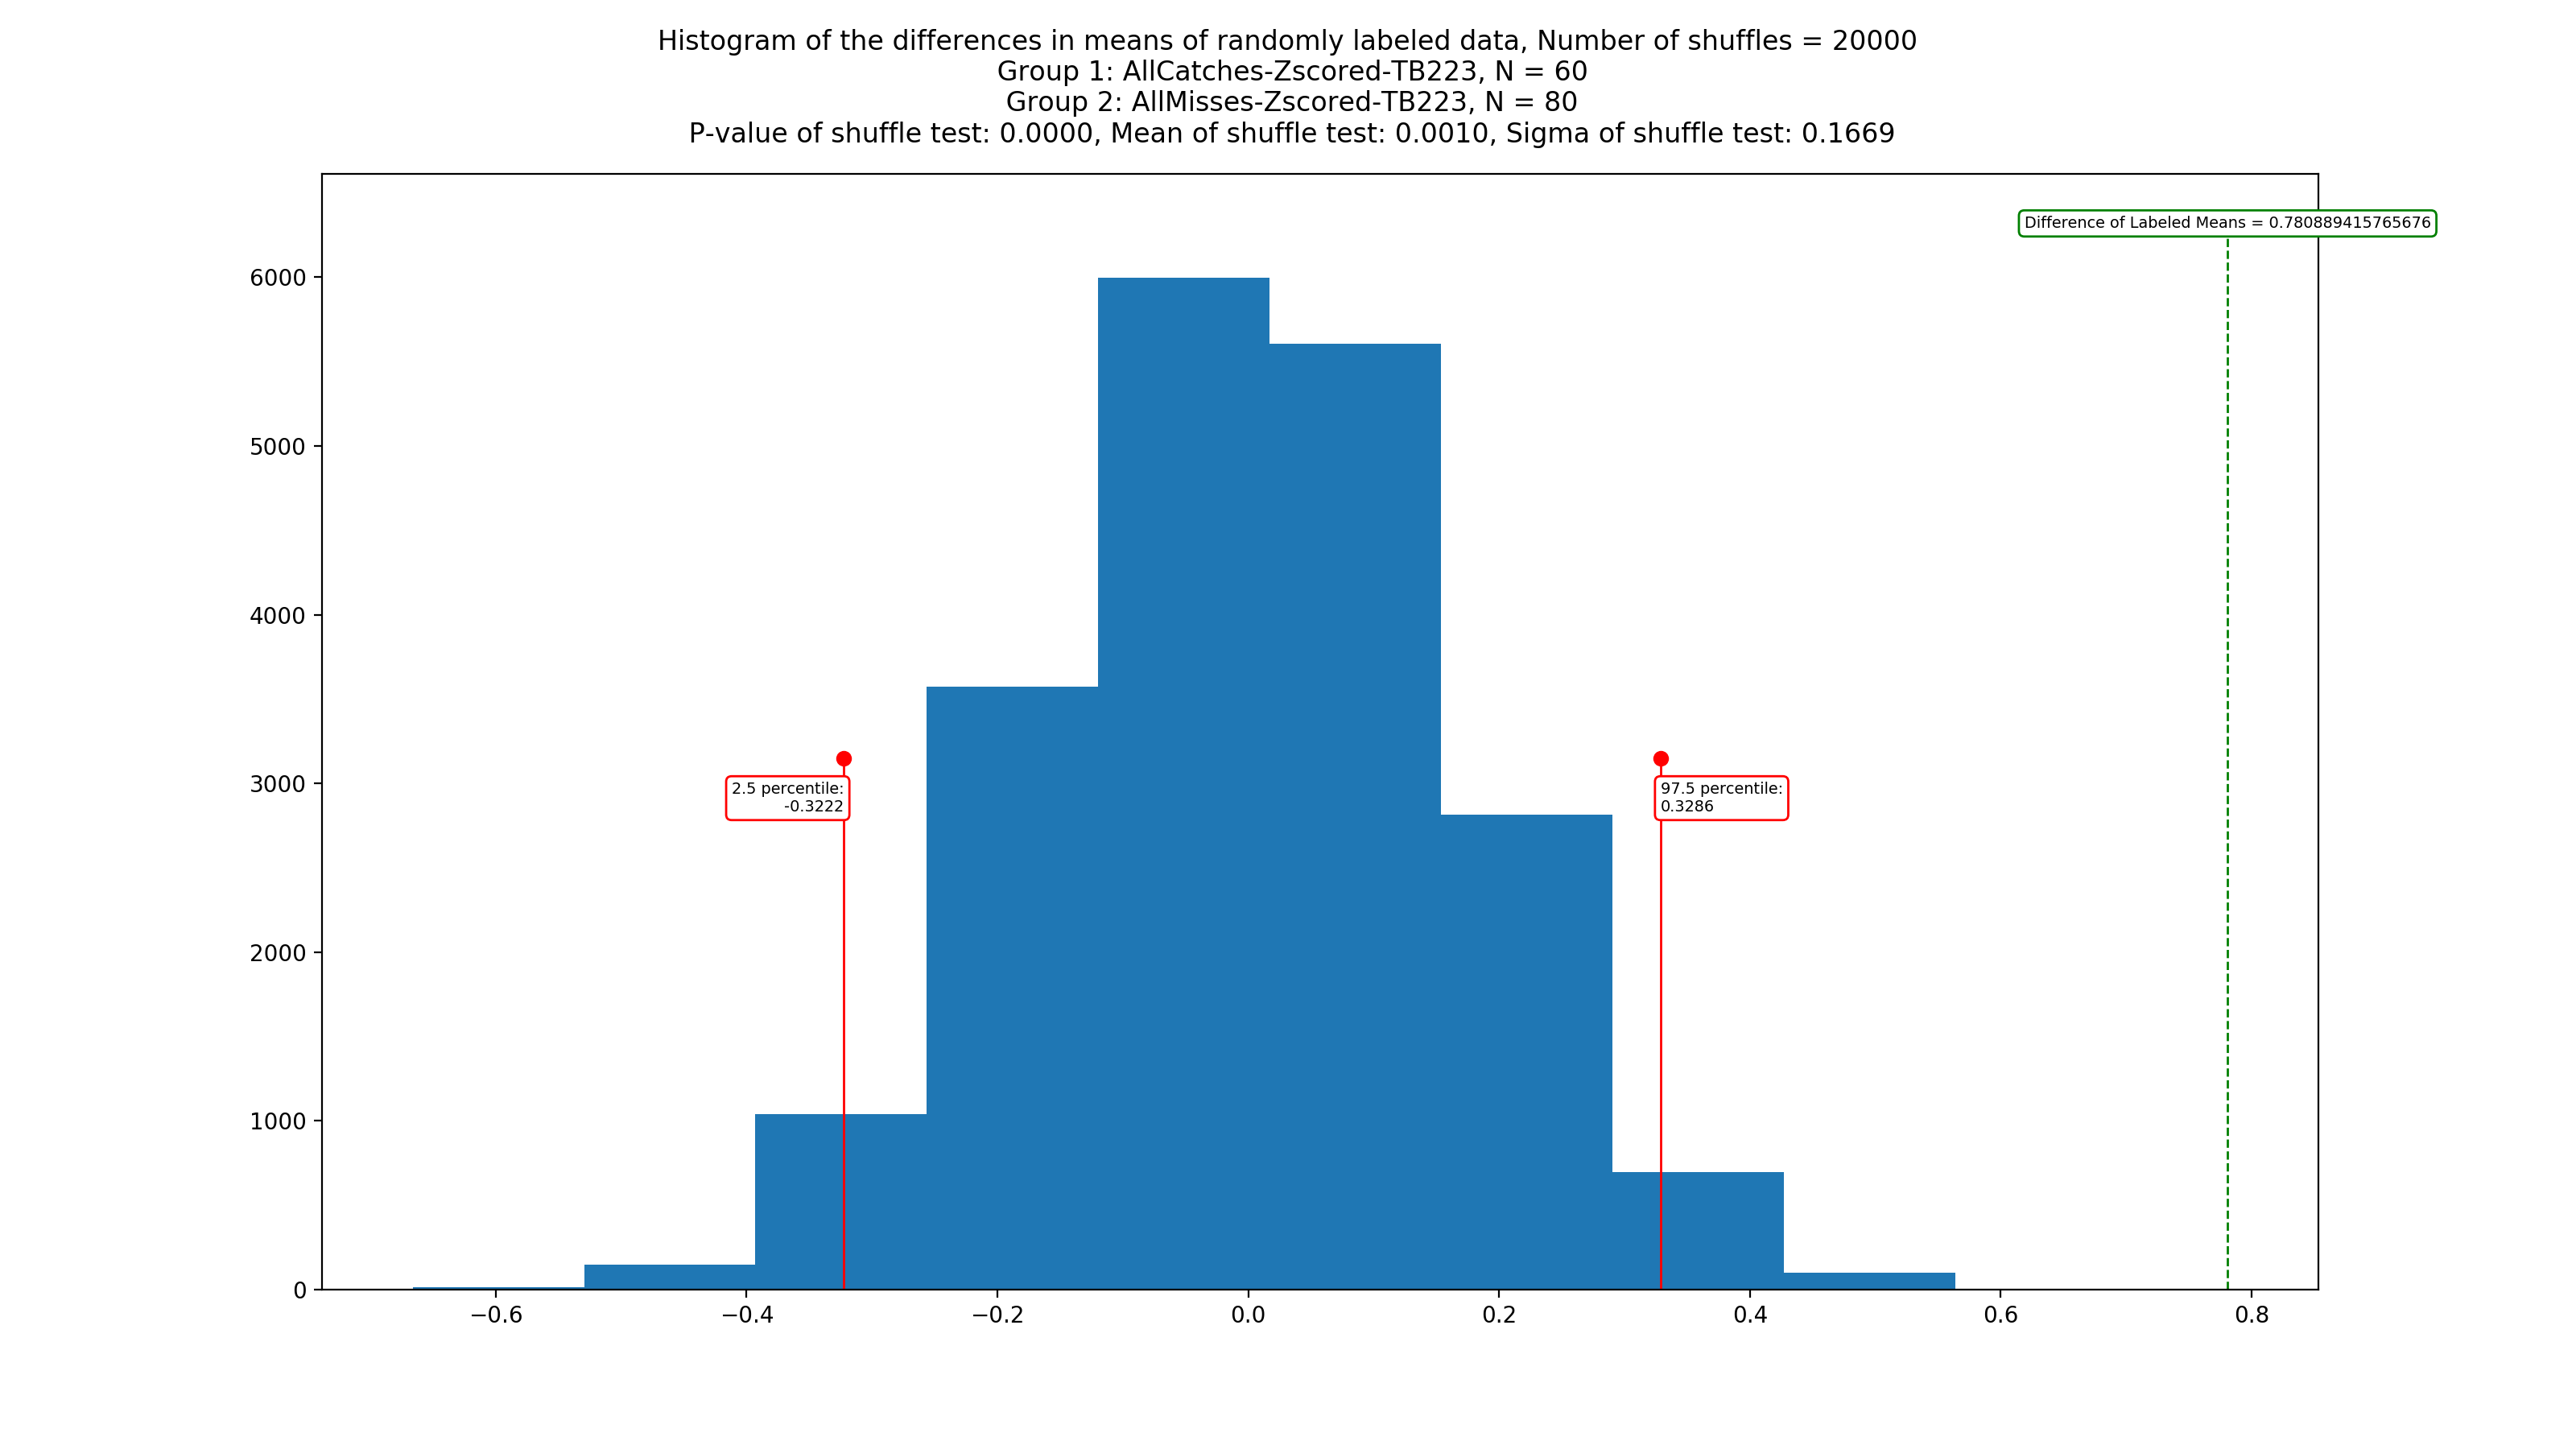 Histogram of the differences in means of randomly labeled data, Number of shuffles = 20000
Group 1: AllCatches-Zscored-TB223, N = 60
Group 2: AllMisses-Zscored-TB223, N = 80
P-value of shuffle test: 0.0000, Mean of shuffle test: 0.0010, Sigma of shuffle test: 0.1669
Difference of Labeled Means = 0.780889415765676
6000
5000
4000
3000
2000
1000
0
2.5 percentile:
-0.3222
97.5 percentile:
0.3286
−0.6 −0.4 −0.2 0.0 0.2 0.4 0.6 0.8